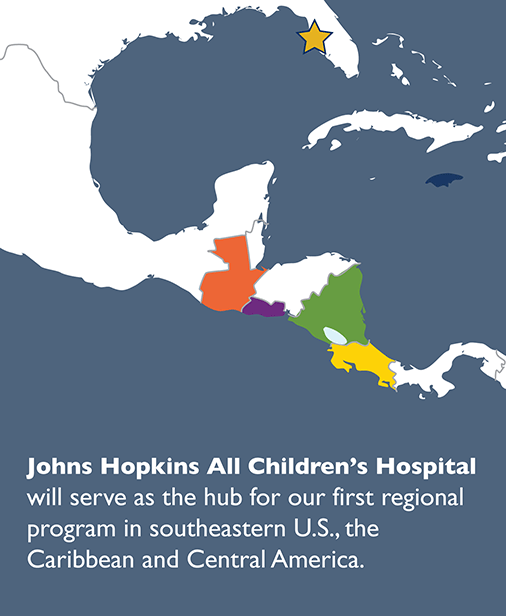 Johns Hopkins All Children’s Hospital
will serve as the hub for our first regional
program in southeastern U.S., the
Caribbean and Central America.